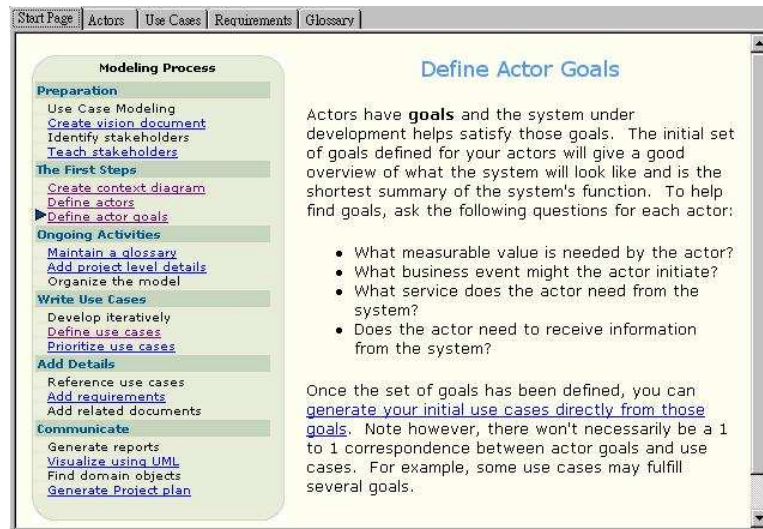 Start Page Actors Use Cases Requirements Glossary
Modeling Process
Preparation
Use Case Modeling
Create vision document
Identify stakeholders
Teach stakeholders
The First Steps
Create context diagram
Define actors
Define actor goals
Ongoing Activities
Maintain a glossary
Add project level details
Organize the model
Write Use Cases
Develop iteratively
Define use cases
Prioritize use cases
Add Details
Reference use cases
Add requirements
Add related documents
Communicate
Generate reports
Visualize using UML
Find domain objects
Generate Project plan
Define Actor Goals
Actors have goals and the system under
development helps satisfy those goals. The initial set
of goals defined for your actors will give a good
overview of what the system will look like and is the
shortest summary of the system's function. To help
find goals, ask the following questions for each actor:
• What measurable value is needed by the actor?
• What business event might the actor initiate?
• What service does the actor need from the
system?
• Does the actor need to receive information
from the system?
Once the set of goals has been defined, you can
generate your initial use cases directly from those
goals. Note however, there won't necessarily be a 1
to 1 correspondence between actor goals and use
cases. For example, some use cases may fulfill
several goals.